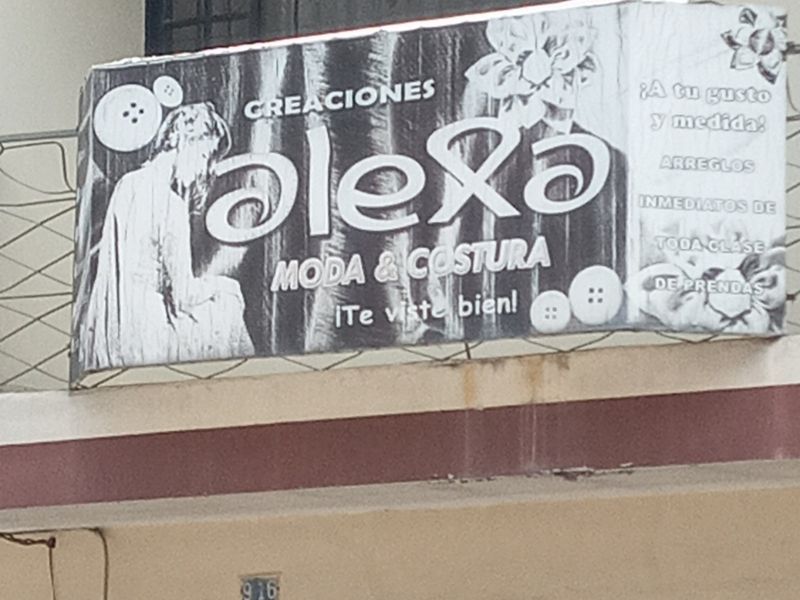 CREACIONES
alexa
MODA & COSTURA
¡Te viste bien!
¡A tu gusto
y medida!
ARREGLOS
INMEDIATOS DE
TODA CLASE
DE PRENDAS
916